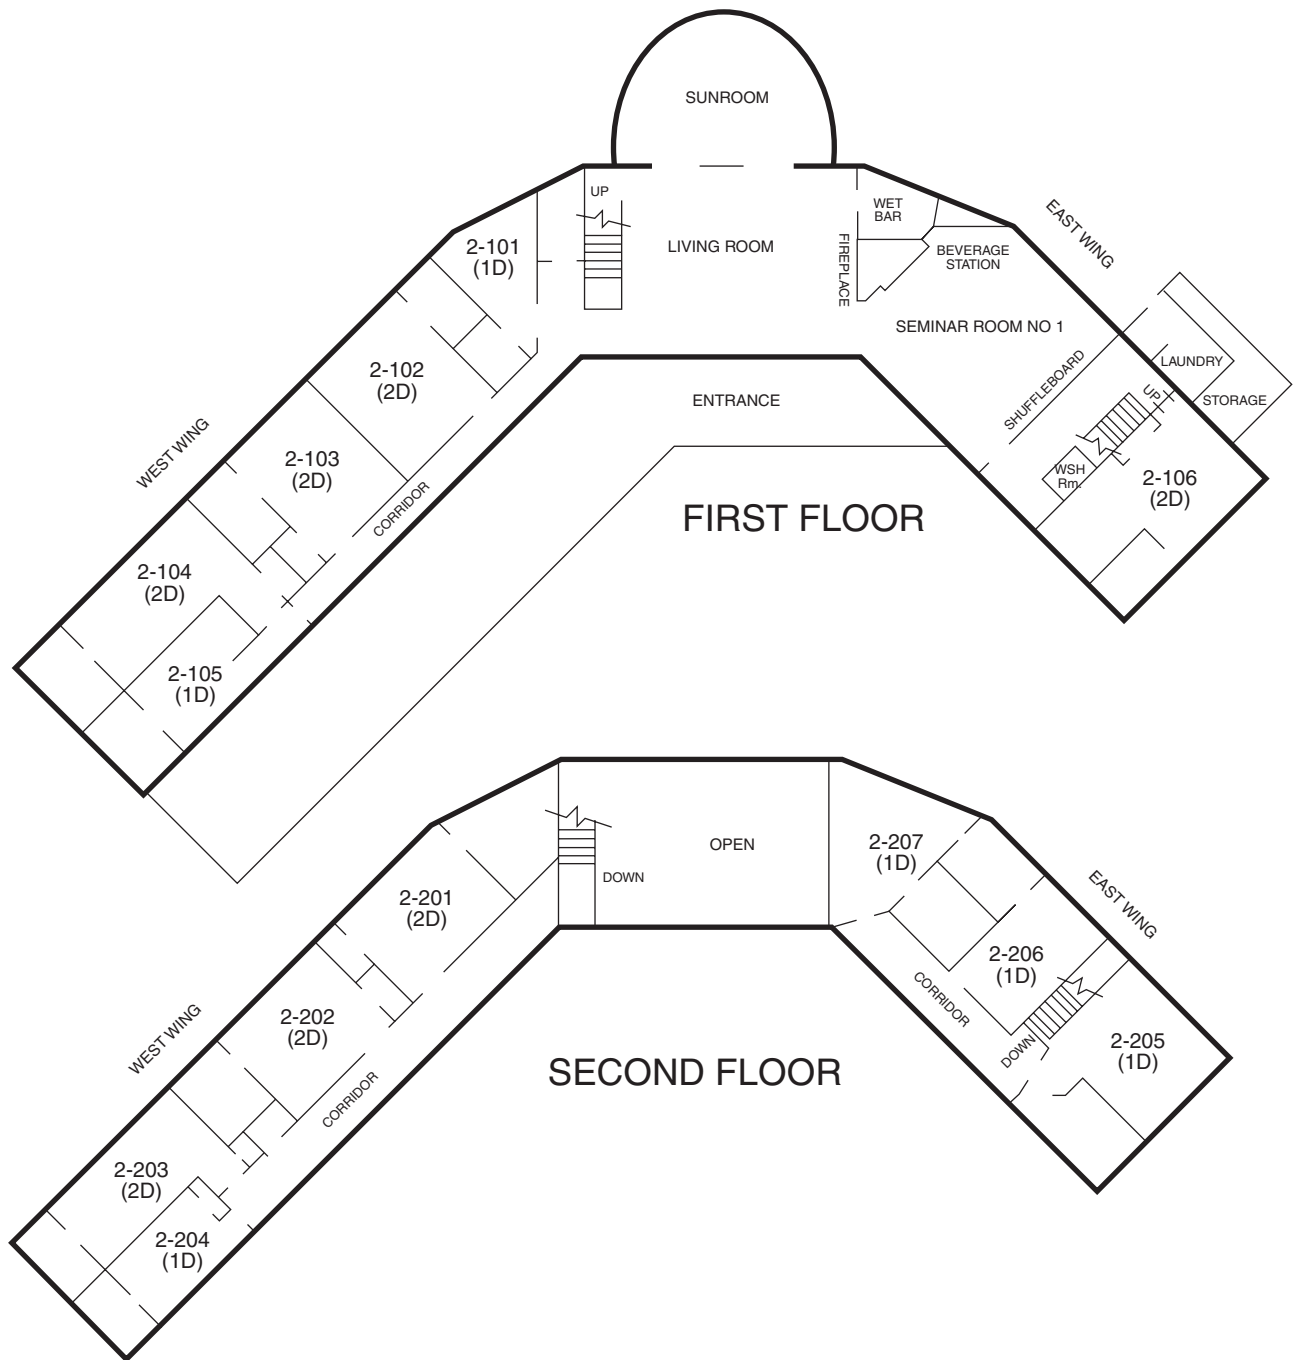 SUNROOM
UP
WET
BAR
EAST WING
2-101
(1D)
LIVING ROOM
FIREPLACE
BEVERAGE
STATION
SEMINAR ROOM NO 1
2-102
(2D)
SHUFFLEBOARD
LAUNDRY
UP
STORAGE
ENTRANCE
WEST WING
2-103
(2D)
WSH
Rm.
2-106
(2D)
CORRIDOR
FIRST FLOOR
2-104
(2D)
2-105
(1D)
OPEN
2-207
(1D)
DOWN
2-201
(2D)
EAST WING
2-206
(1D)
CORRIDOR
WEST WING
2-202
(2D)
DOWN
2-205
(1D)
SECOND FLOOR
CORRIDOR
2-203
(2D)
2-204
(1D)